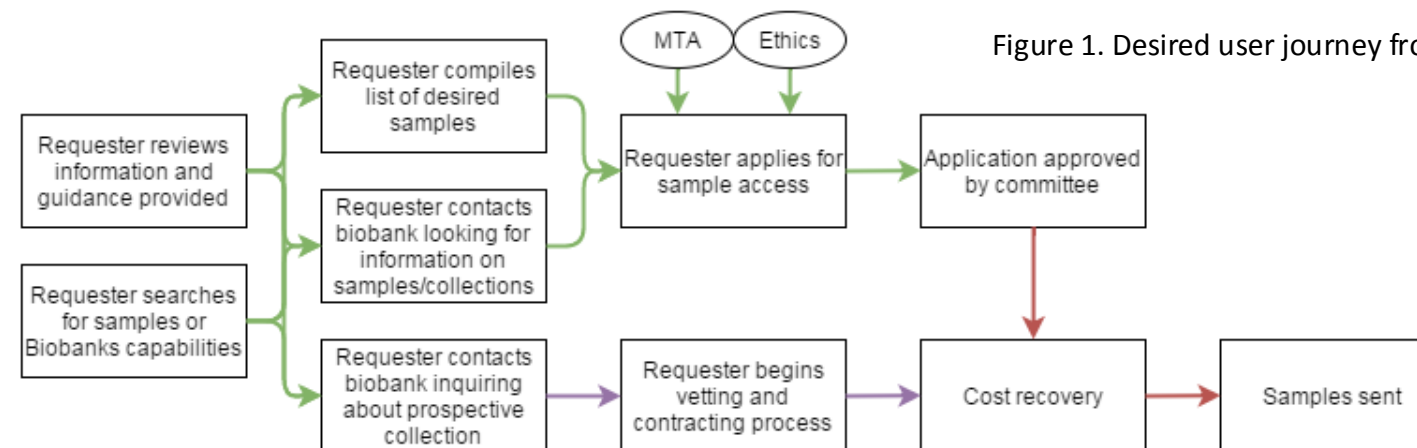 MTA
Ethics
Figure 1. Desired user journey
Requester compiles
list of desired
samples
Requester reviews
information and
guidance provided
Requester applies for
sample access
Application approved
by committee
Requester contacts
biobank looking for
information on
samples/collections
Requester searches
for samples or
Biobanks capabilities
Requester contacts
biobank inquiring
about prospective
collection
Requester begins
vetting and
contracting process
Cost recovery
Samples sent